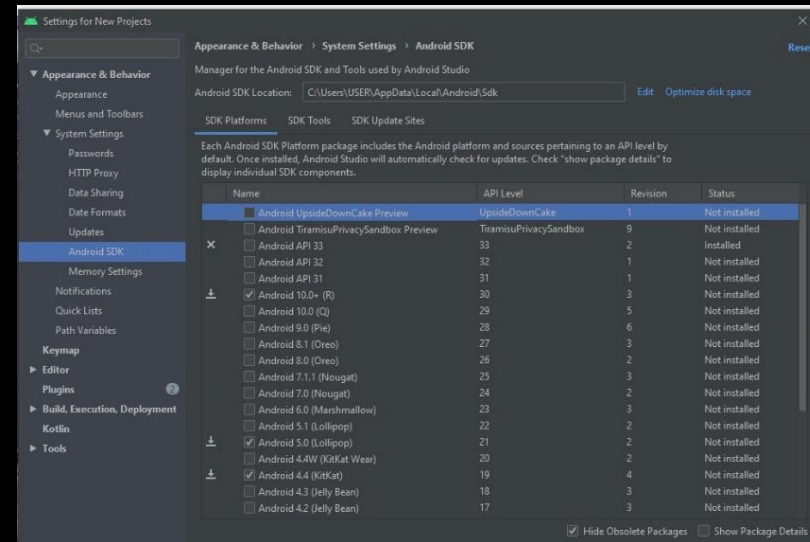 Settings for New Projects
Appearance & Behavior
Appearance
Menus and Toolbars
System Settings
Passwords
HTTP Proxy
Data Sharing
Date Formats
Updates
Android SDK
Memory Settings
Notifications
Quick Lists
Path Variables
Keymap
Editor
Plugins 2
Build, Execution, Deployment
Kotlin
Tools
Appearance & Behavior › System Settings › Android SDK
Rese
Manager for the Android SDK and Tools used by Android Studio
Android SDK Location: C:\Users\USER\AppData\Local\Android\Sdk Edit Optimize disk space
SDK Platforms SDK Tools SDK Update Sites
Each Android SDK Platform package includes the Android platform and sources pertaining to an API level by
default. Once installed, Android Studio will automatically check for updates. Check "show package details" to
display individual SDK components.
Name API Level Revision Status
Android UpsideDownCake Preview UpsideDownCake 1 Not installed
Android TiramisuPrivacySandbox Preview TiramisuPrivacySandbox 9 Not installed
Android API 33 33 2 Installed
Android API 32 32 1 Not installed
Android API 31 31 1 Not installed
Android 10.0+ (R) 30 3 Not installed
Android 10.0 (Q) 29 5 Not installed
Android 9.0 (Pie) 28 6 Not installed
Android 8.1 (Oreo) 27 3 Not installed
Android 8.0 (Oreo) 26 2 Not installed
Android 7.1.1 (Nougat) 25 3 Not installed
Android 7.0 (Nougat) 24 2 Not installed
Android 6.0 (Marshmallow) 23 3 Not installed
Android 5.1 (Lollipop) 22 2 Not installed
Android 5.0 (Lollipop) 21 2 Not installed
Android 4.4W (KitKat Wear) 20 2 Not installed
Android 4.4 (KitKat) 19 4 Not installed
Android 4.3 (Jelly Bean) 18 3 Not installed
Android 4.2 (Jelly Bean) 17 3 Not installed
Hide Obsolete Packages Show Package Details